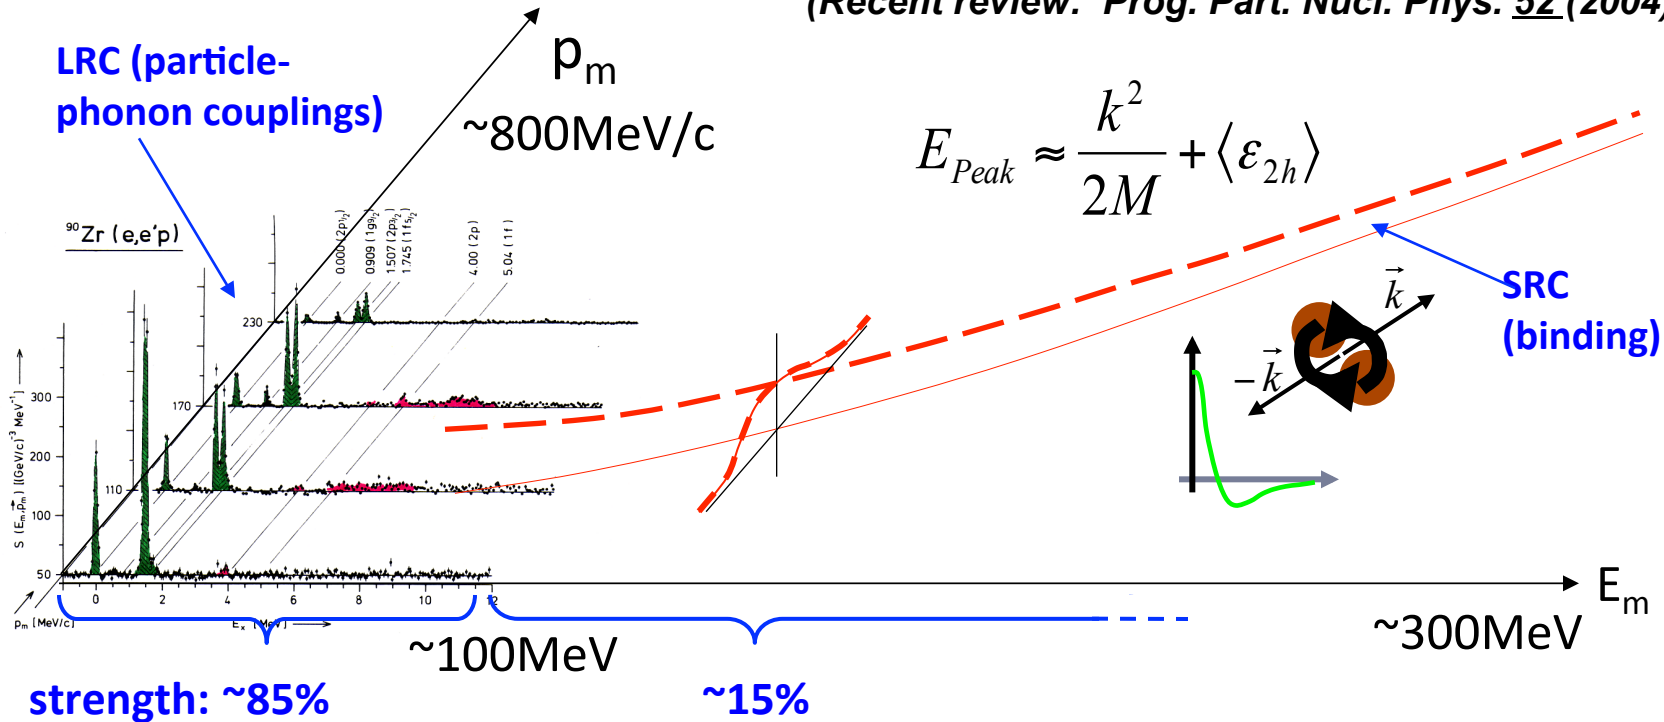 (Recent review: Prog. Part. Nucl. Phys. 52 (2004)
LRC (particle-
phonon couplings)
pm
~800MeV/c
E_Peak ≈ k²/2M + ⟨ε_2h⟩
⁹⁰Zr (e,e'p)
0.000 (2p1/2)
0.909 (1g9/2)
1.507 (2p3/2)
1.745 (1f5/2)
4.00 (2p)
5.04 (1f)
SRC
(binding)
k
-k
230
170
110
50
300
200
100
50
S (Em,pm) [(GeV/c)⁻³ MeV⁻¹]
0 2 4 6 8 10 12
pm [MeV/c]
Ex [MeV]
Em
~100MeV
~300MeV
strength: ~85%
~15%